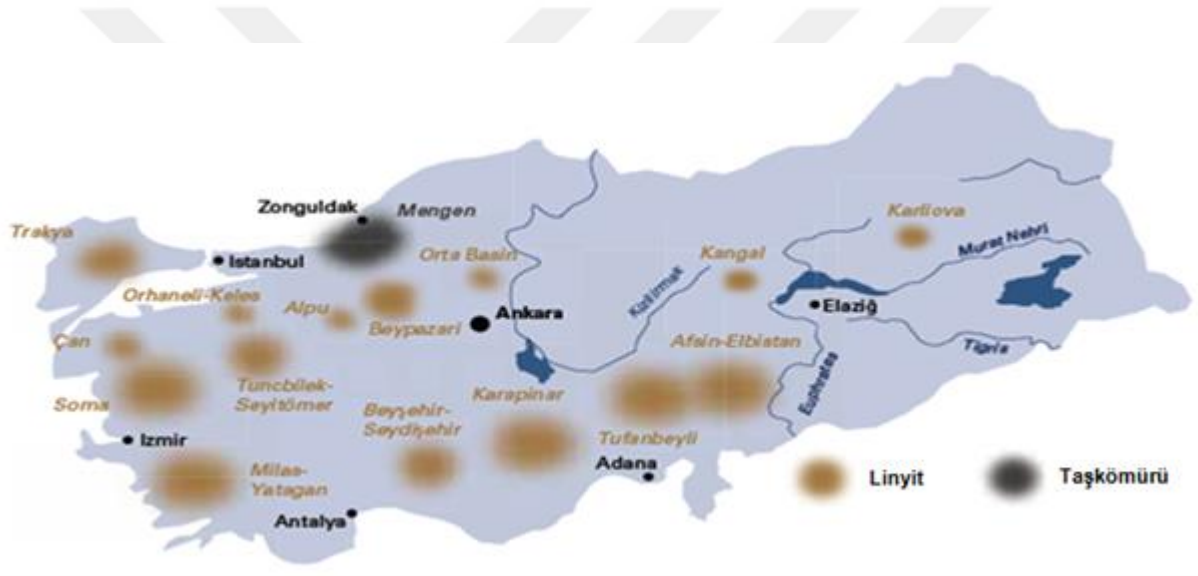 Zonguldak
Mengen
Trakya
Istanbul
Orta Basin
Kangal
Karliova
Murat Nehri
Orhaneli-Keles
Alpu
Beypazari
Ankara
Kizilirmak
Elaziğ
Çan
Afsin-Elbistan
Tigris
Soma
Tuncbilek-
Seyitömer
Karapinar
Euphrates
Beyşehir-
Seydişehir
Izmir
Tufanbeyli
Milas-
Yatagan
Adana
Antalya
Linyit
Taşkömürü